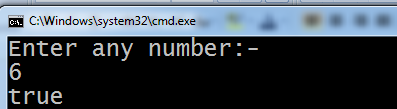 C:\Windows\system32\cmd.exe
Enter any number:-
6
true